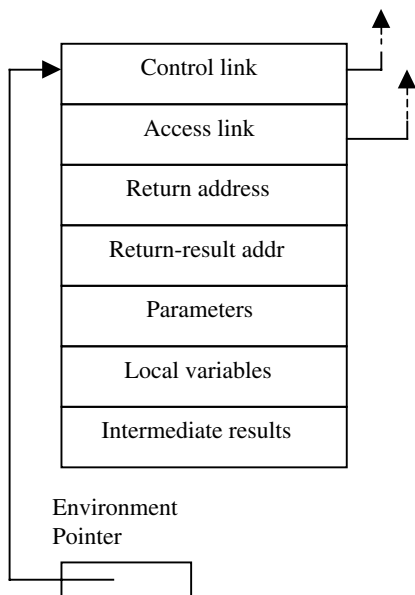 Control link
Access link
Return address
Return-result addr
Parameters
Local variables
Intermediate results
Environment
Pointer